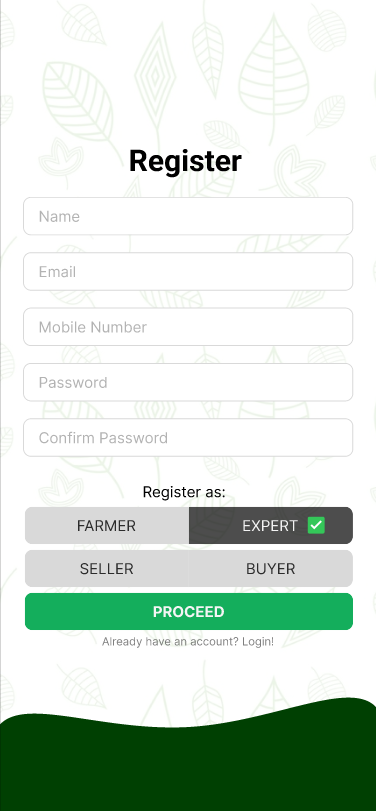 Register
Name
Email
Mobile Number
Password
Confirm Password
Register as:
FARMER EXPERT ✅
SELLER BUYER
PROCEED
Already have an account? Login!